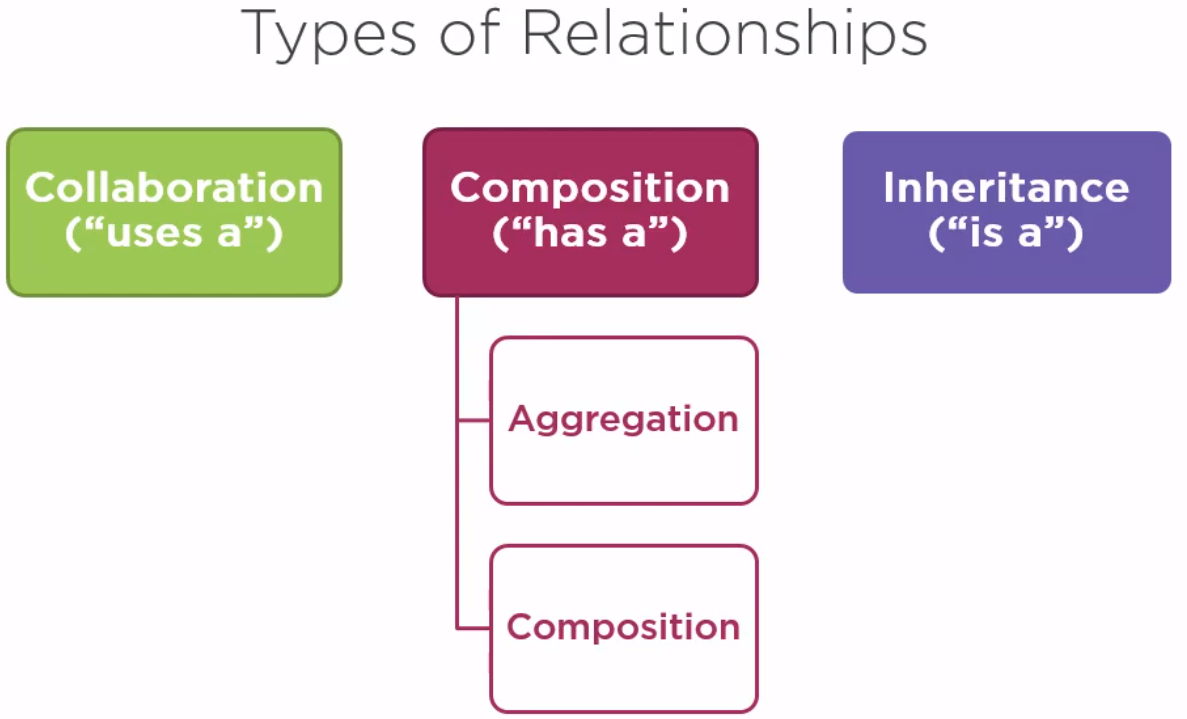 Types of Relationships
Collaboration
(“uses a”)
Composition
(“has a”)
Inheritance
(“is a”)
Aggregation
Composition